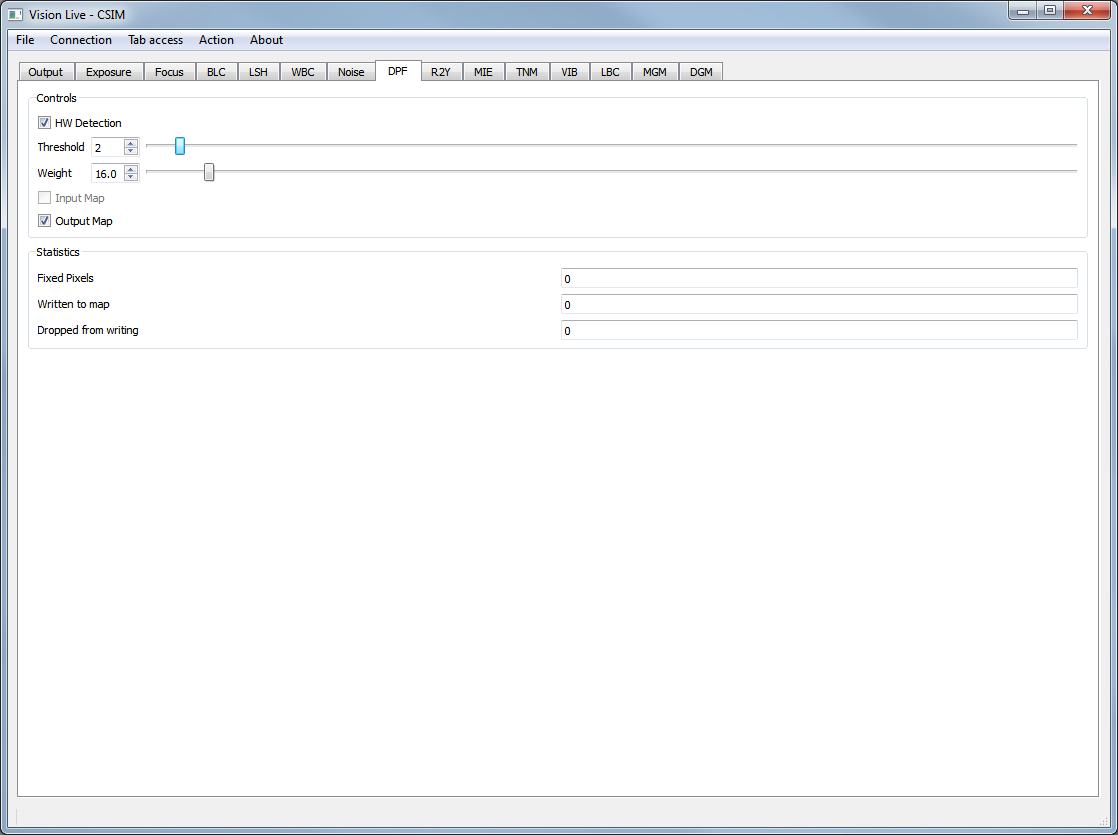 Vision Live - CSIM
File Connection Tab access Action About
Output Exposure Focus BLC LSH WBC Noise DPF R2Y MIE TNM VIB LBC MGM DGM
Controls
HW Detection
Threshold 2
Weight 16.0
Input Map
Output Map
Statistics
Fixed Pixels 0
Written to map 0
Dropped from writing 0